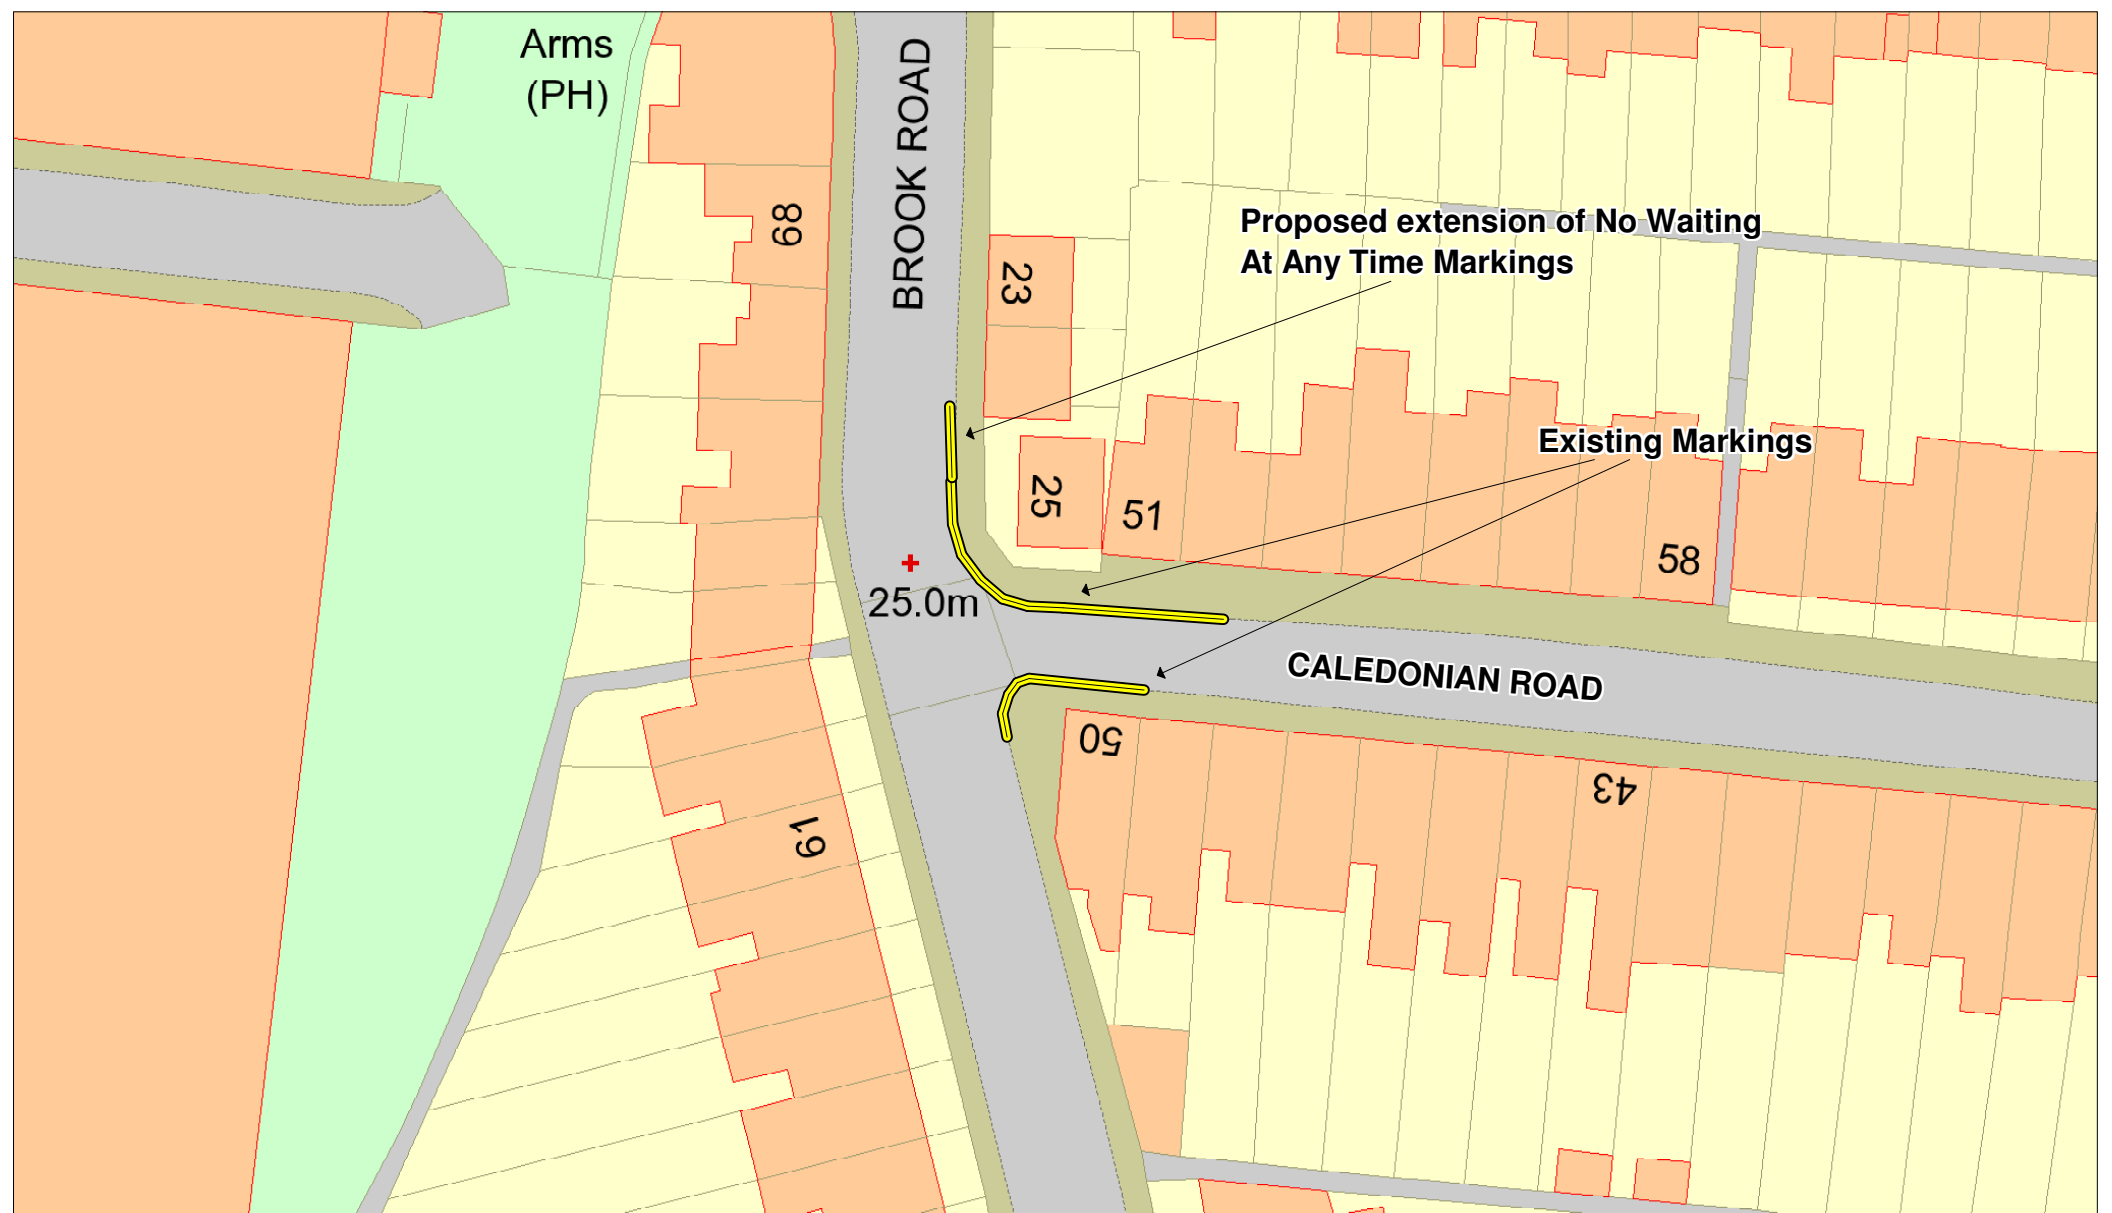 Arms
(PH)
BROOK ROAD
68
23
Proposed extension of No Waiting
At Any Time Markings
Existing Markings
25
51
58
25.0m
CALEDONIAN ROAD
50
43
61